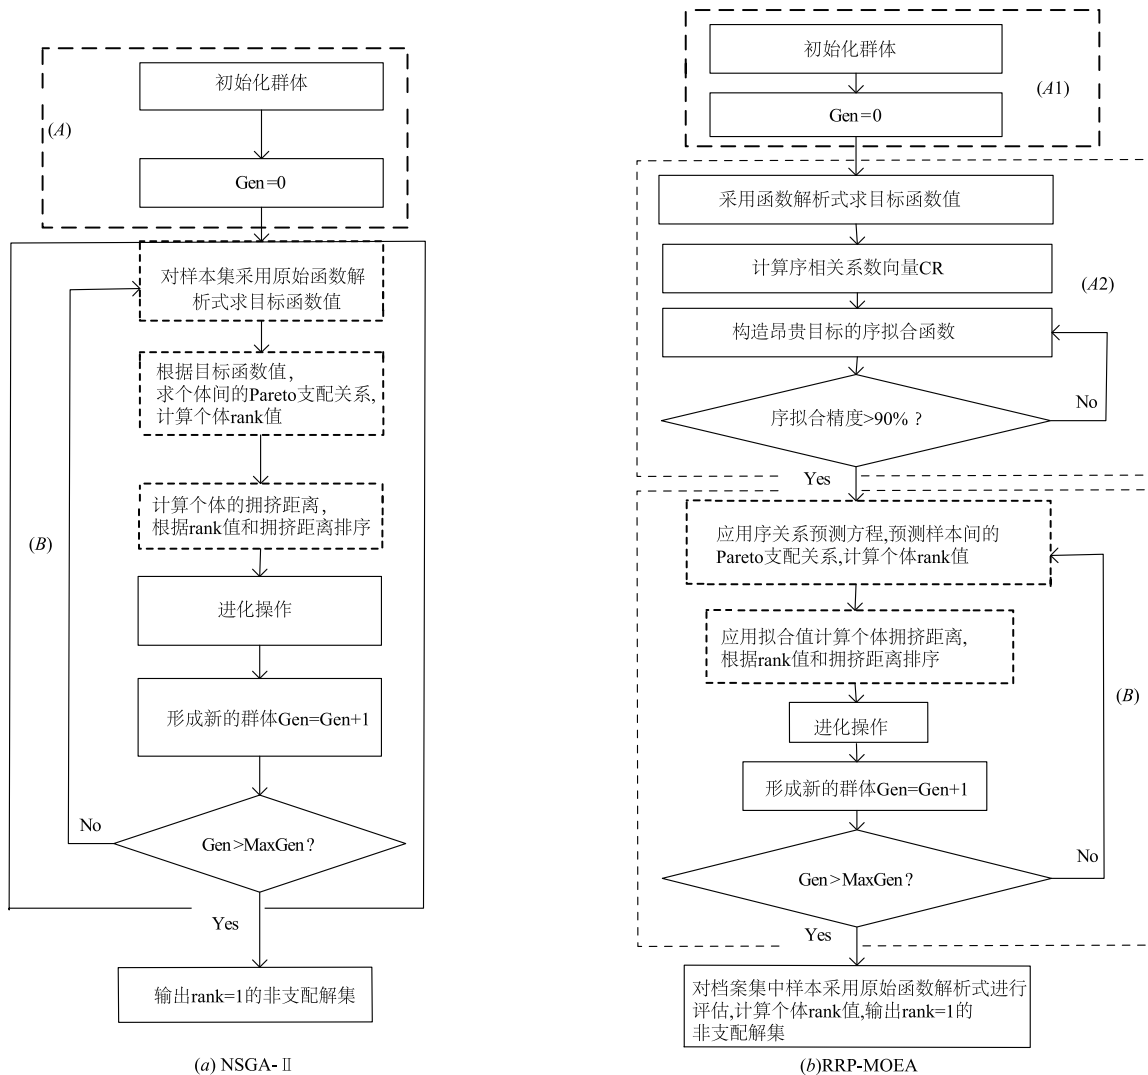 初始化群体
(A)
Gen=0
对样本集采用原始函数解
析式求目标函数值
根据目标函数值,
求个体间的Pareto支配关系,
计算个体rank值
计算个体的拥挤距离,
根据rank值和拥挤距离排序
(B)
进化操作
形成新的群体Gen=Gen+1
No
Gen>MaxGen?
Yes
输出rank=1的非支配解集
(a) NSGA-Ⅱ
初始化群体
(A1)
Gen=0
采用函数解析式求目标函数值
计算序相关系数向量CR
(A2)
构造昂贵目标的序拟合函数
No
序拟合精度>90%?
Yes
应用序关系预测方程,预测样本间的
Pareto支配关系,计算个体rank值
应用拟合值计算个体拥挤距离,
根据rank值和拥挤距离排序
(B)
进化操作
形成新的群体Gen=Gen+1
No
Gen>MaxGen?
Yes
对档案集中样本采用原始函数解析式进行
评估,计算个体rank值,输出rank=1的
非支配解集
(b)RRP-MOEA